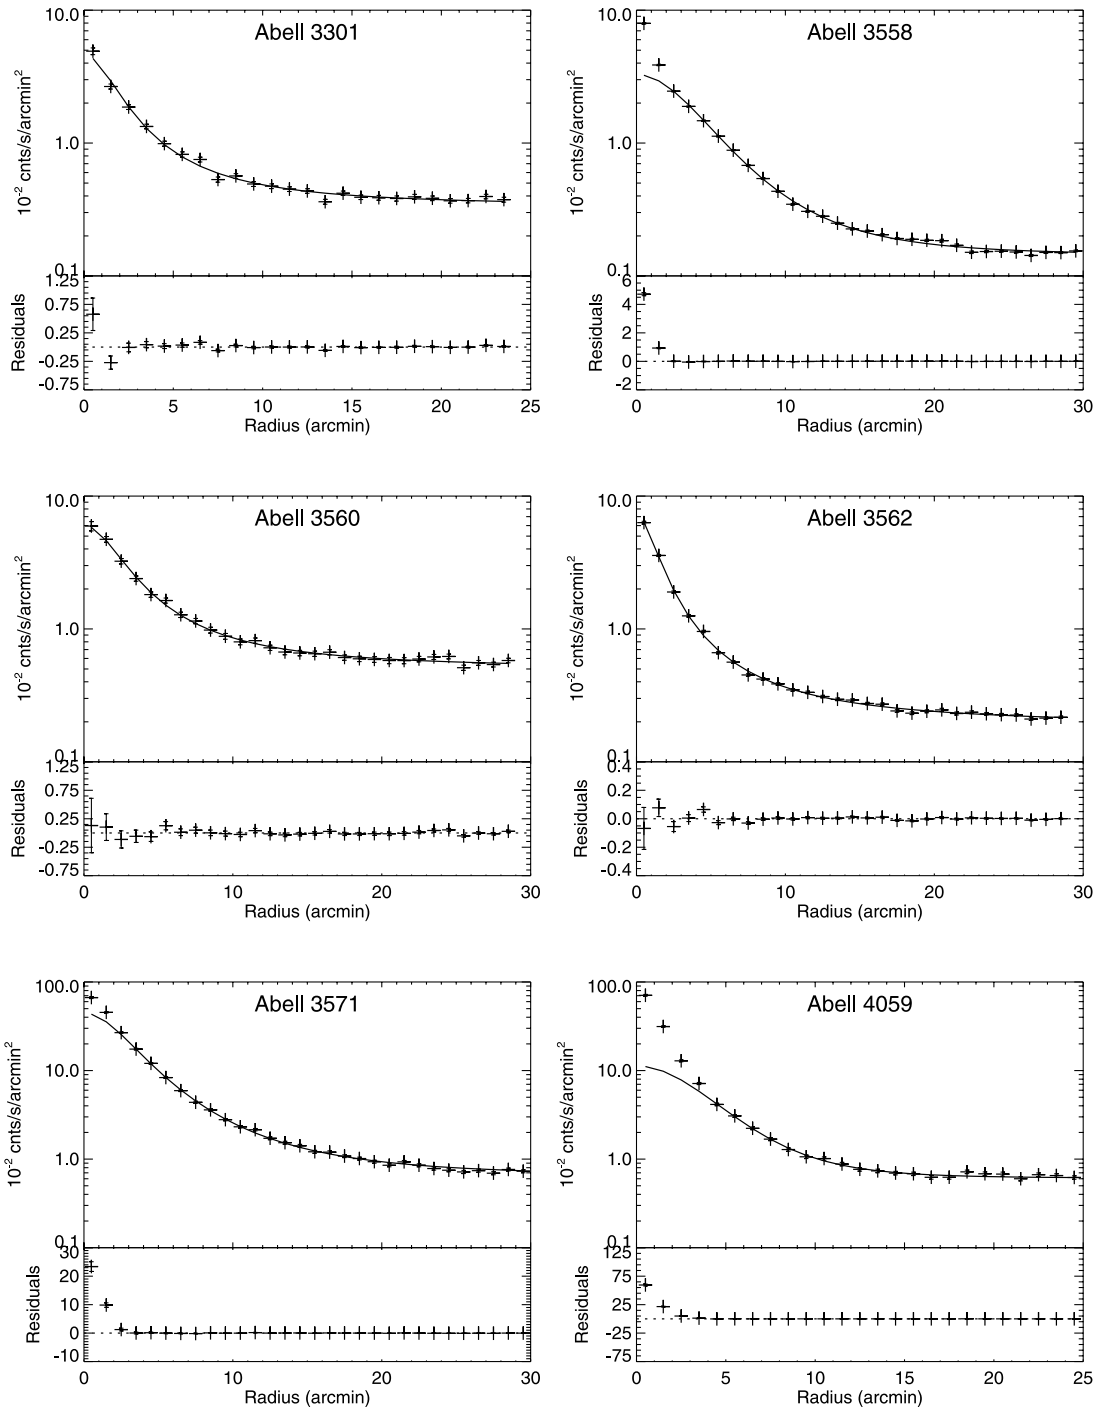 Abell 3301
10.0
1.0
0.1
10⁻² cnts/s/arcmin²
1.25
0.75
0.25
-0.25
-0.75
Residuals
0 5 10 15 20 25
Radius (arcmin)
Abell 3558
10.0
1.0
0.1
10⁻² cnts/s/arcmin²
6
4
2
0
-2
Residuals
0 10 20 30
Radius (arcmin)
Abell 3560
10.0
1.0
0.1
10⁻² cnts/s/arcmin²
1.25
0.75
0.25
-0.25
-0.75
Residuals
0 10 20 30
Radius (arcmin)
Abell 3562
10.0
1.0
0.1
10⁻² cnts/s/arcmin²
0.4
0.2
0.0
-0.2
-0.4
Residuals
0 10 20 30
Radius (arcmin)
Abell 3571
100.0
10.0
1.0
0.1
10⁻² cnts/s/arcmin²
30
20
10
0
-10
Residuals
0 10 20 30
Radius (arcmin)
Abell 4059
100.0
10.0
1.0
0.1
10⁻² cnts/s/arcmin²
125
75
25
-25
-75
Residuals
0 5 10 15 20 25
Radius (arcmin)